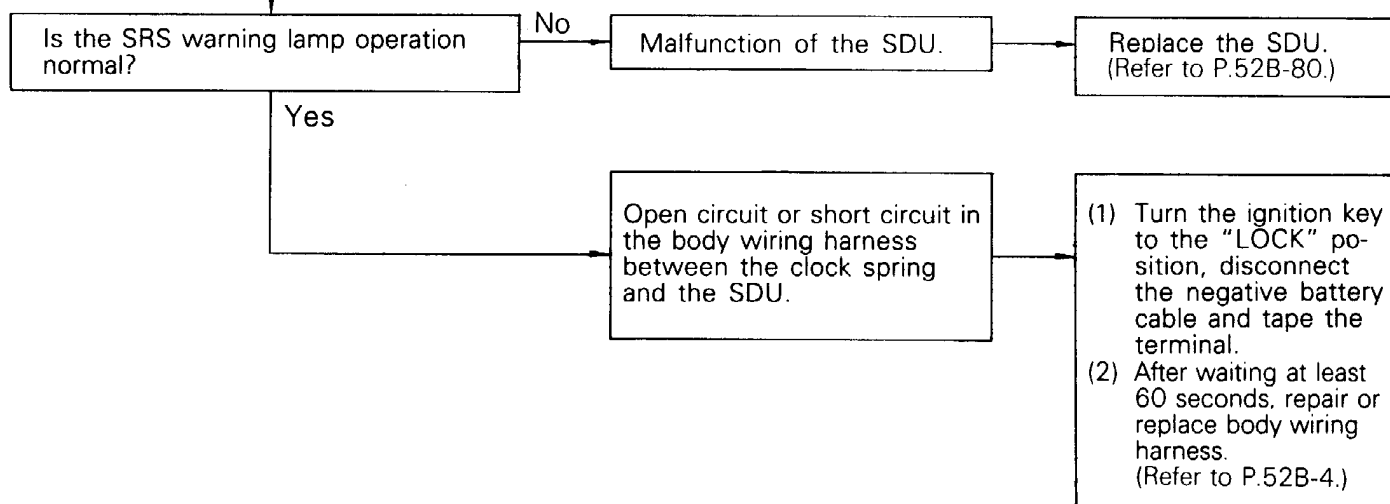 Is the SRS warning lamp operation
normal?
No
Malfunction of the SDU.
Replace the SDU.
(Refer to P.52B-80.)
Yes
Open circuit or short circuit in
the body wiring harness
between the clock spring
and the SDU.
(1) Turn the ignition key
to the “LOCK” po-
sition, disconnect
the negative battery
cable and tape the
terminal.
(2) After waiting at least
60 seconds, repair or
replace body wiring
harness.
(Refer to P.52B-4.)